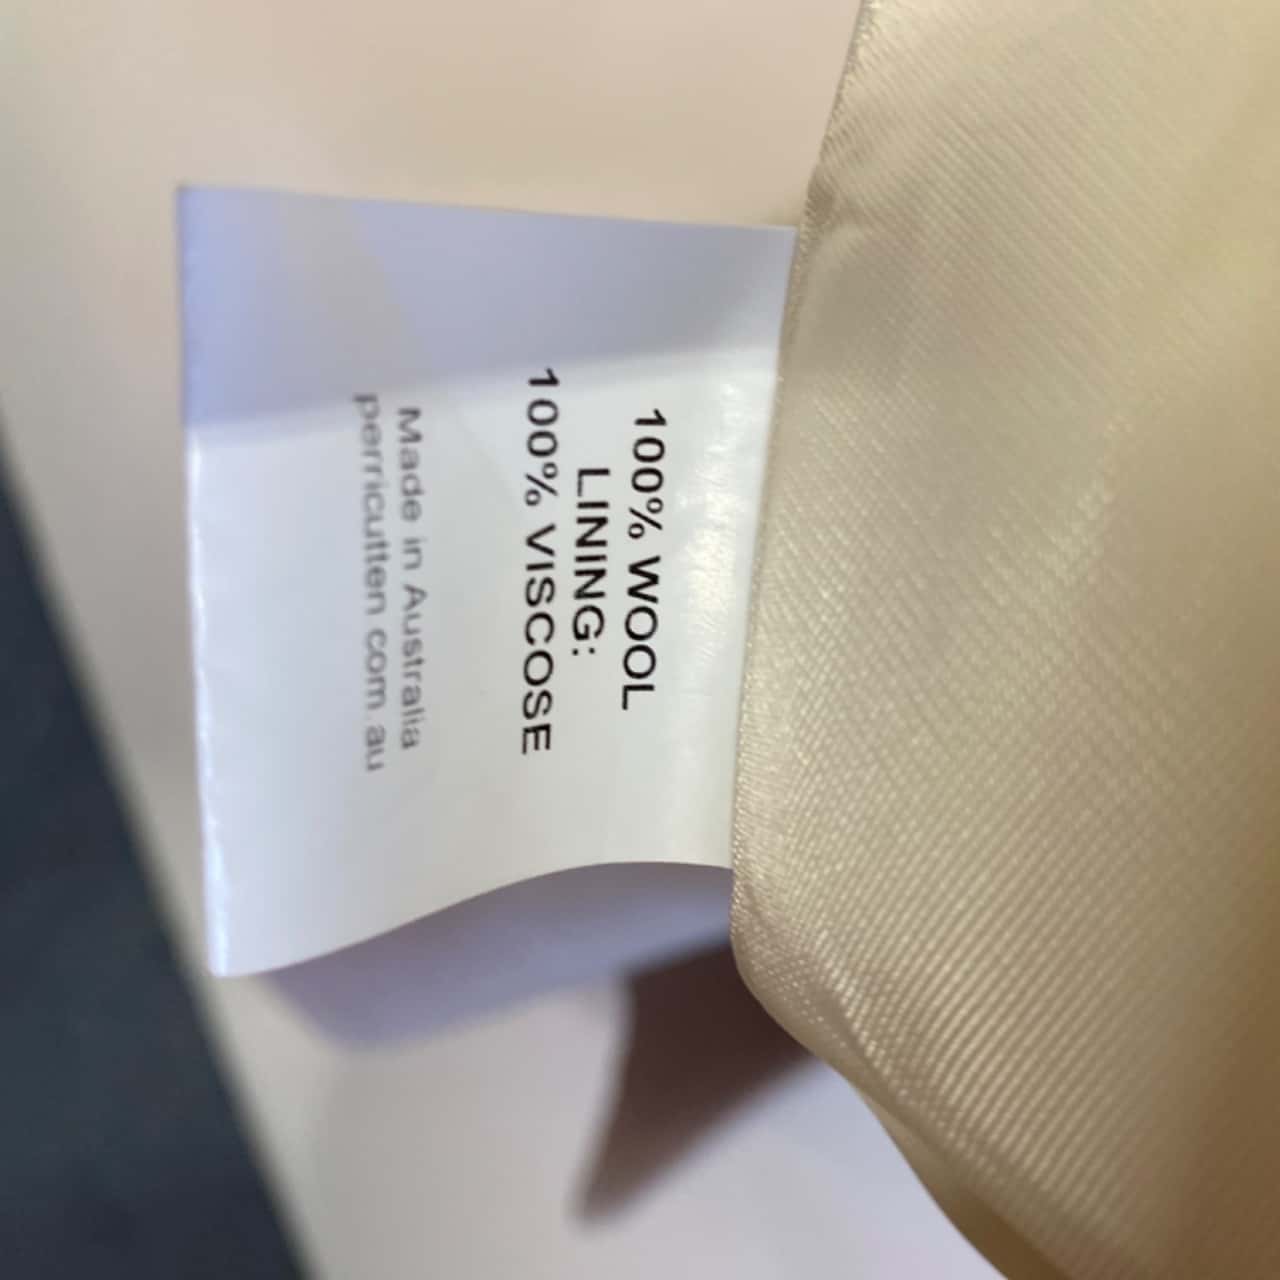 100% WOOL
LINING:
100% VISCOSE
Made in Australia
perricutten.com.au